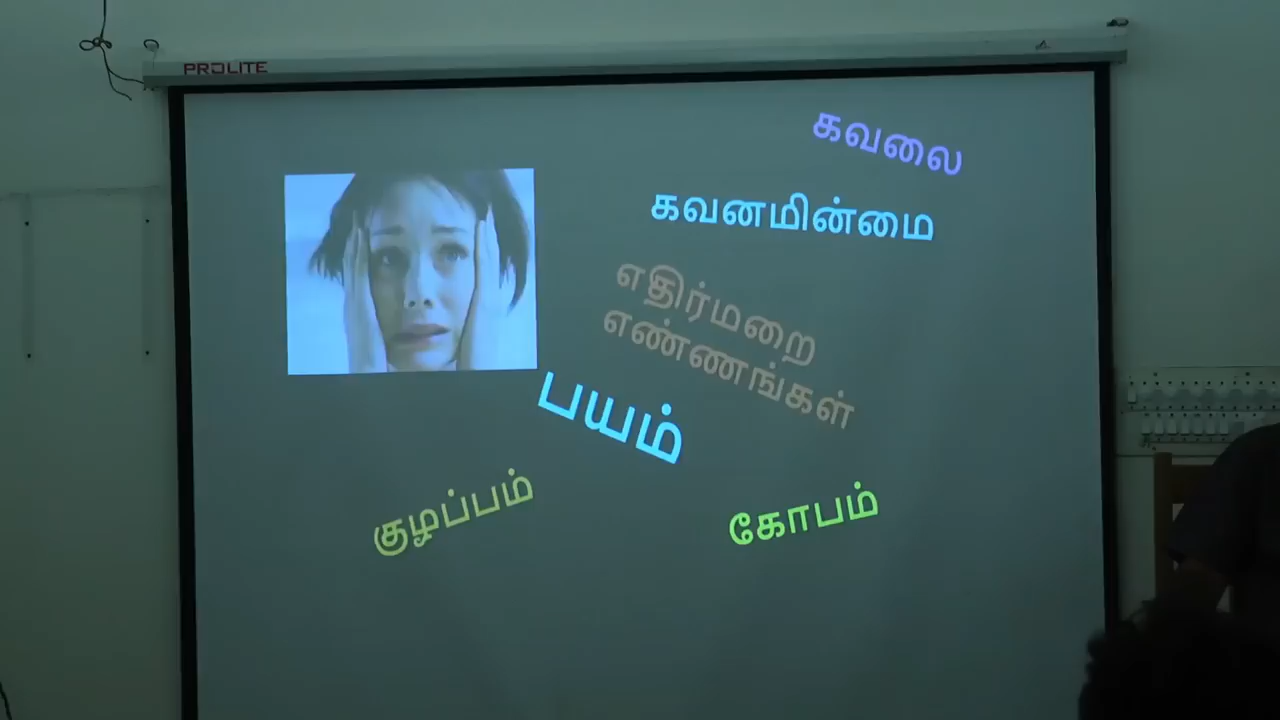 PROLITE
கவலை
கவனமின்மை
எதிர்மறை
எண்ணங்கள்
பயம்
குழப்பம்
கோபம்